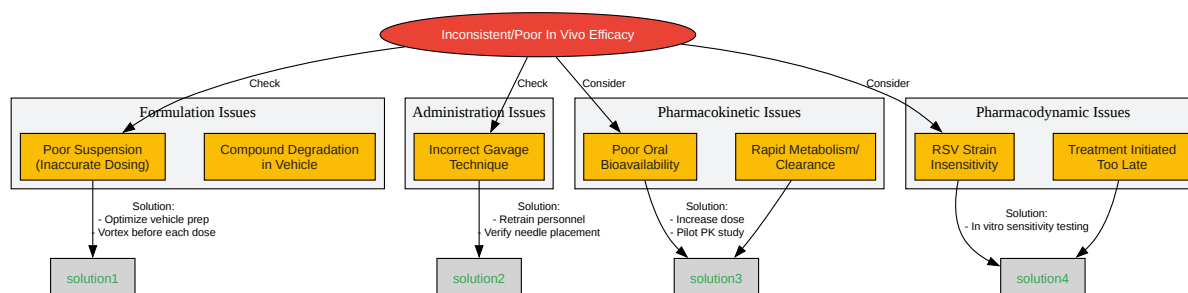 Inconsistent/Poor In Vivo Efficacy
Check
Check
Consider
Consider
Formulation Issues
Administration Issues
Pharmacokinetic Issues
Pharmacodynamic Issues
Poor Suspension
(Inaccurate Dosing)
Compound Degradation
in Vehicle
Incorrect Gavage
Technique
Poor Oral
Bioavailability
Rapid Metabolism/
Clearance
RSV Strain
Insensitivity
Treatment Initiated
Too Late
Solution:
- Optimize vehicle prep
- Vortex before each dose
Solution:
- Retrain personnel
- Verify needle placement
Solution:
- Increase dose
- Pilot PK study
Solution:
- In vitro sensitivity testing
solution1
solution2
solution3
solution4